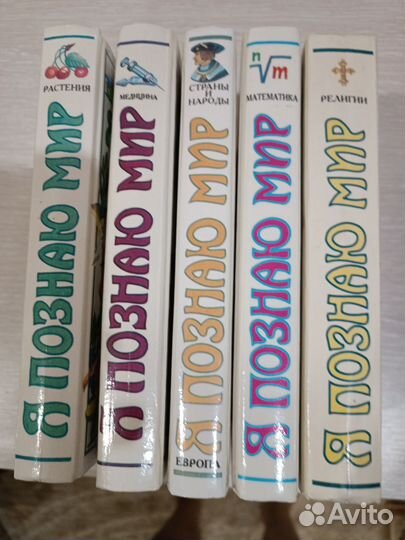 РАСТЕНИЯ
Я ПОЗНАЮ МИР
МЕДИЦИНА
Я ПОЗНАЮ МИР
СТРАНЫ И
НАРОДЫ
Я ПОЗНАЮ МИР
ЕВРОПА
n√m
МАТЕМАТИКА
Я ПОЗНАЮ МИР
РЕЛИГИИ
Я ПОЗНАЮ МИР
Avito